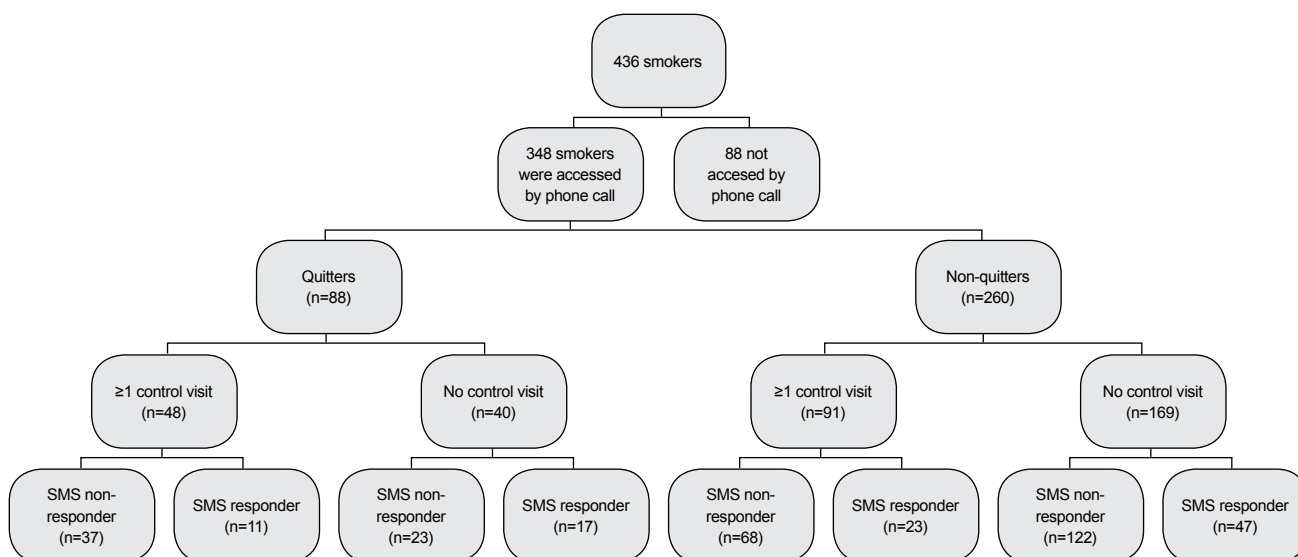 436 smokers
348 smokers
were accessed
by phone call
88 not
accesed by
phone call
Quitters
(n=88)
Non-quitters
(n=260)
≥1 control visit
(n=48)
No control visit
(n=40)
≥1 control visit
(n=91)
No control visit
(n=169)
SMS non-
responder
(n=37)
SMS responder
(n=11)
SMS non-
responder
(n=23)
SMS responder
(n=17)
SMS non-
responder
(n=68)
SMS responder
(n=23)
SMS non-
responder
(n=122)
SMS responder
(n=47)